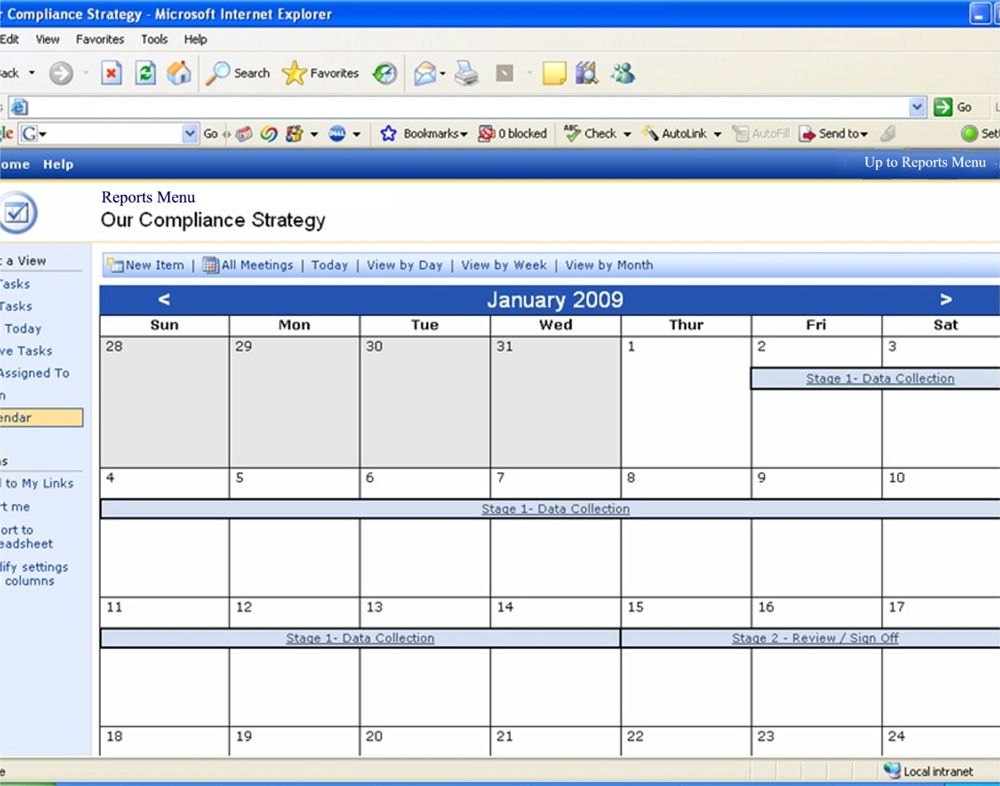 r Compliance Strategy - Microsoft Internet Explorer
Edit View Favorites Tools Help
ack Search Favorites
s Go L
le G Go Bookmarks 0 blocked ABC Check AutoLink AutoFill Send to Sett
ome Help Up to Reports Menu
Reports Menu
Our Compliance Strategy
t a View
New Item | All Meetings | Today | View by Day | View by Week | View by Month
Tasks
Tasks
Today
ve Tasks
Assigned To
n
endar
s
l to My Links
rt me
ort to
eadsheet
dify settings
columns
< January 2009 >
Sun Mon Tue Wed Thur Fri Sat
28 29 30 31 1 2 3
Stage 1- Data Collection
4 5 6 7 8 9 10
Stage 1- Data Collection
11 12 13 14 15 16 17
Stage 1- Data Collection Stage 2 - Review / Sign Off
18 19 20 21 22 23 24
e Local intranet